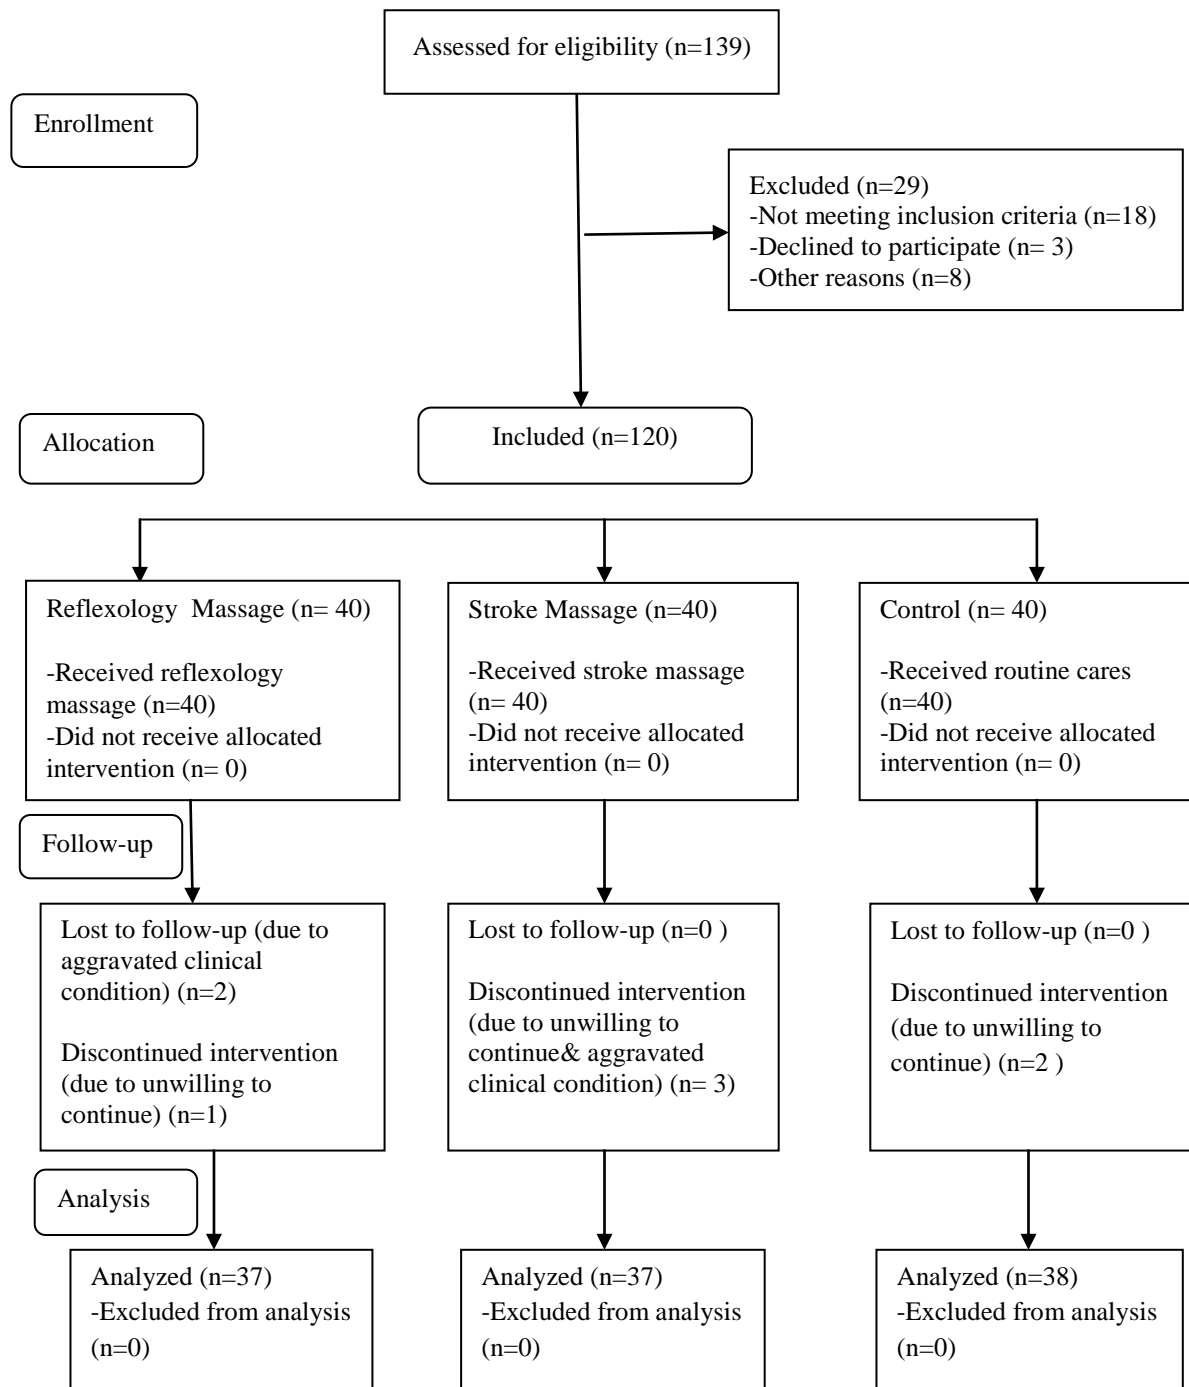 Assessed for eligibility (n=139)
Enrollment
Excluded (n=29)
-Not meeting inclusion criteria (n=18)
-Declined to participate (n= 3)
-Other reasons (n=8)
Allocation
Included (n=120)
Reflexology  Massage (n= 40)
-Received reflexology
massage (n=40)
-Did not receive allocated
intervention (n= 0)
Stroke Massage (n=40)
-Received stroke massage
(n= 40)
-Did not receive allocated
intervention (n= 0)
Control (n= 40)
-Received routine cares
(n=40)
-Did not receive allocated
intervention (n= 0)
Follow-up
Lost to follow-up (due to
aggravated clinical
condition) (n=2)
Discontinued intervention
(due to unwilling to
continue) (n=1)
Lost to follow-up (n=0 )
Discontinued intervention
(due to unwilling to
continue& aggravated
clinical condition) (n= 3)
Lost to follow-up (n=0 )
Discontinued intervention
(due to unwilling to
continue) (n=2 )
Analysis
Analyzed (n=37)
-Excluded from analysis
(n=0)
Analyzed (n=37)
-Excluded from analysis
(n=0)
Analyzed (n=38)
-Excluded from analysis
(n=0)